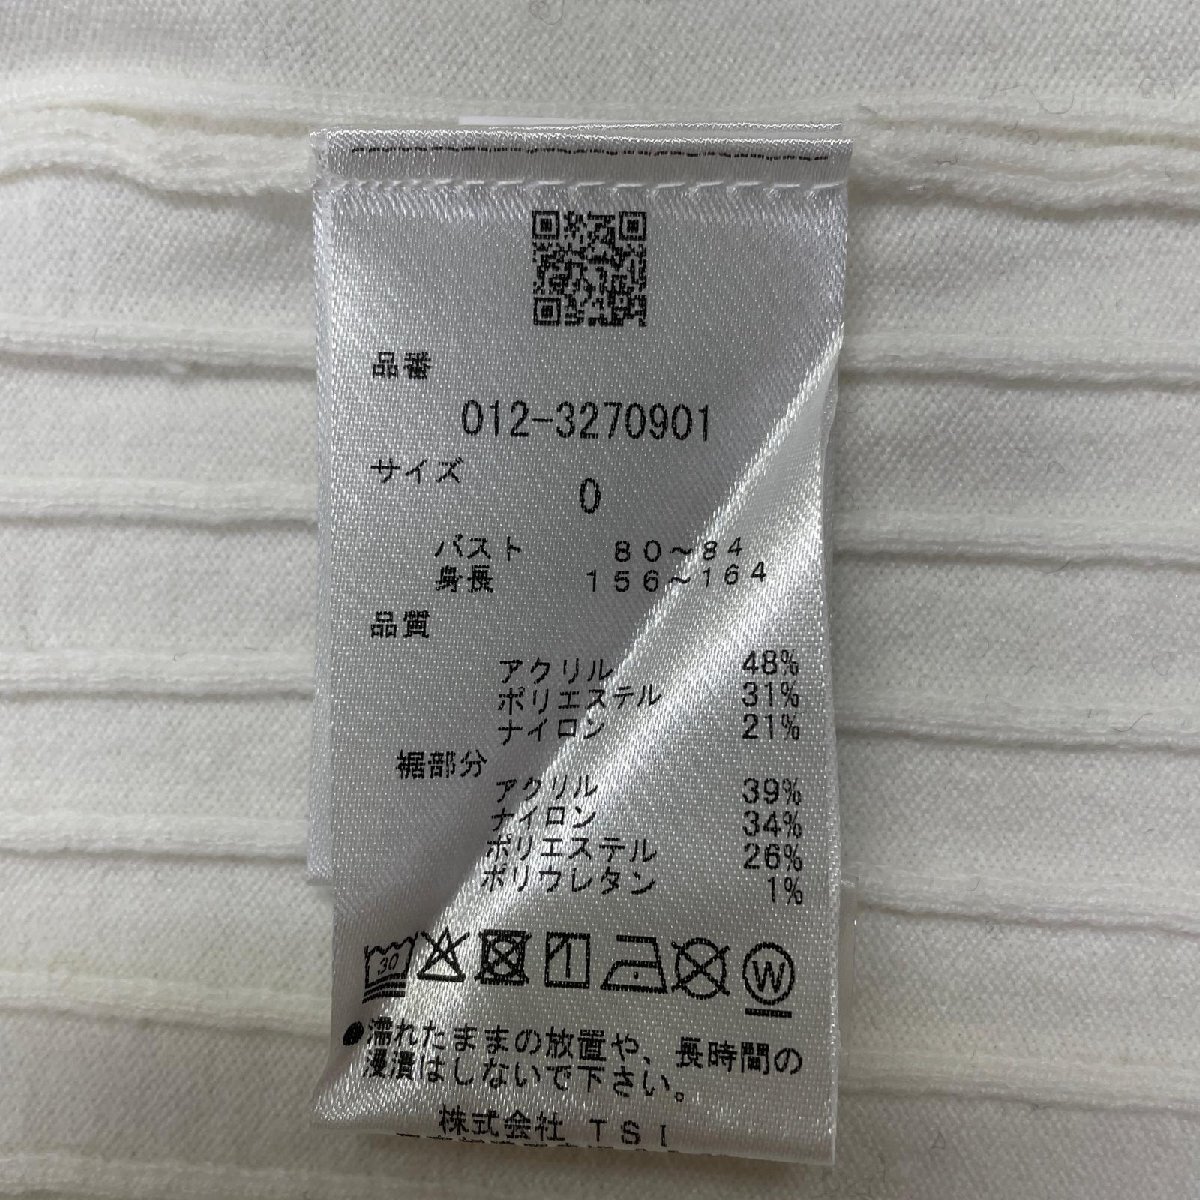 品番
012-3270901
サイズ
0
バスト 80~84
身長 156~164
品質
アクリル 48%
ポリエステル 31%
ナイロン 21%
裾部分
アクリル 39%
ナイロン 34%
ポリエステル 26%
ポリウレタン 1%
30 W
●濡れたままの放置や、長時間の
浸漬はしないで下さい。
株式会社 TSI